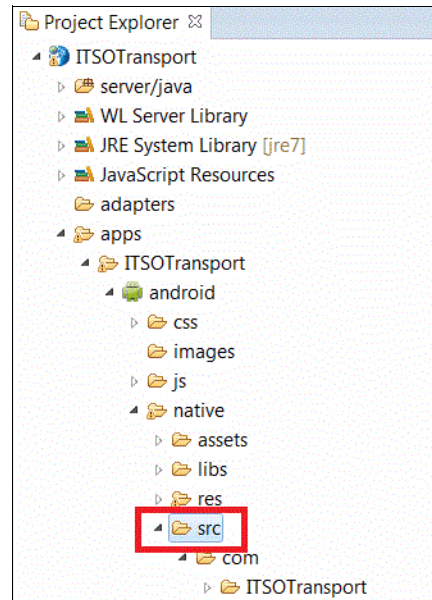 Project Explorer
ITSOTransport
server/java
WL Server Library
JRE System Library [jre7]
JavaScript Resources
adapters
apps
ITSOTransport
android
css
images
js
native
assets
libs
res
src
com
ITSOTransport